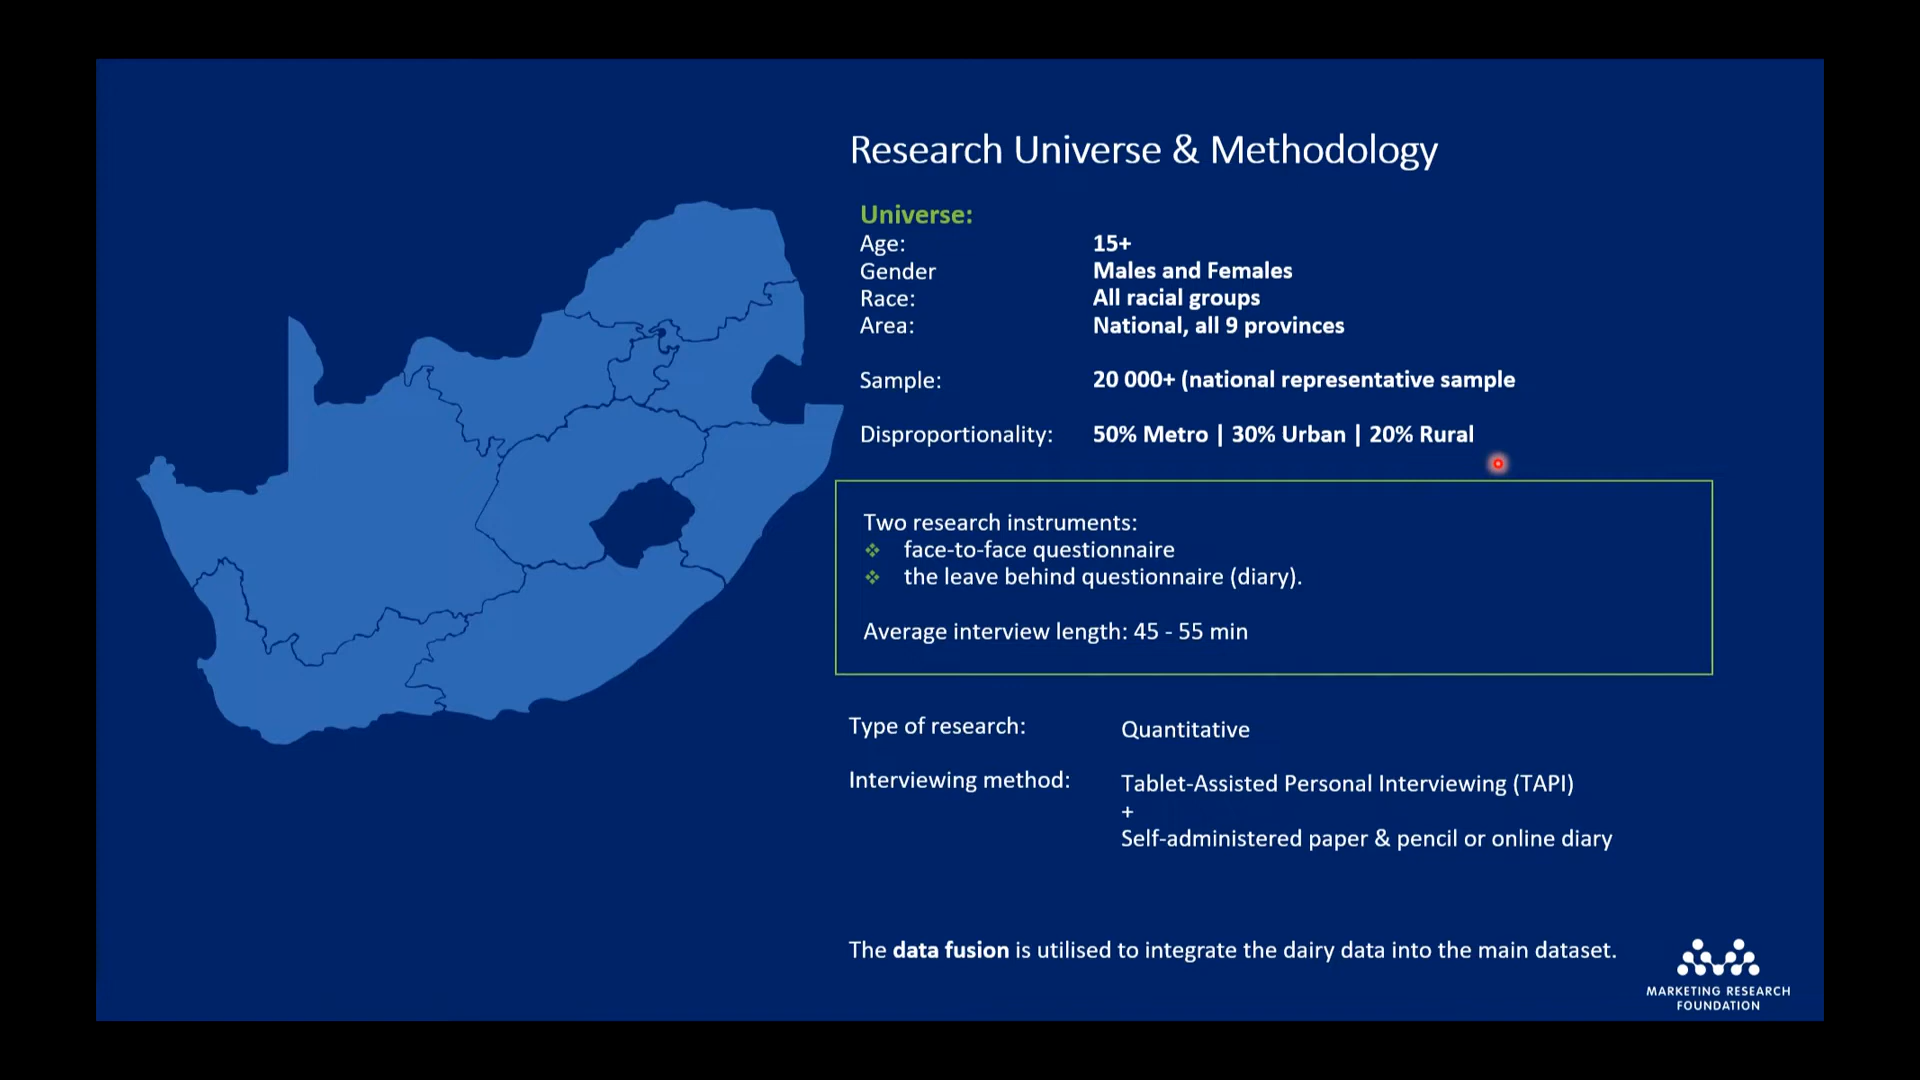 Research Universe & Methodology
Universe:
Age: 15+
Gender Males and Females
Race: All racial groups
Area: National, all 9 provinces
Sample: 20 000+ (national representative sample
Disproportionality: 50% Metro | 30% Urban | 20% Rural
Two research instruments:
❖ face-to-face questionnaire
❖ the leave behind questionnaire (diary).
Average interview length: 45 - 55 min
Type of research: Quantitative
Interviewing method: Tablet-Assisted Personal Interviewing (TAPI)
+
Self-administered paper & pencil or online diary
The data fusion is utilised to integrate the dairy data into the main dataset.
MARKETING RESEARCH
FOUNDATION